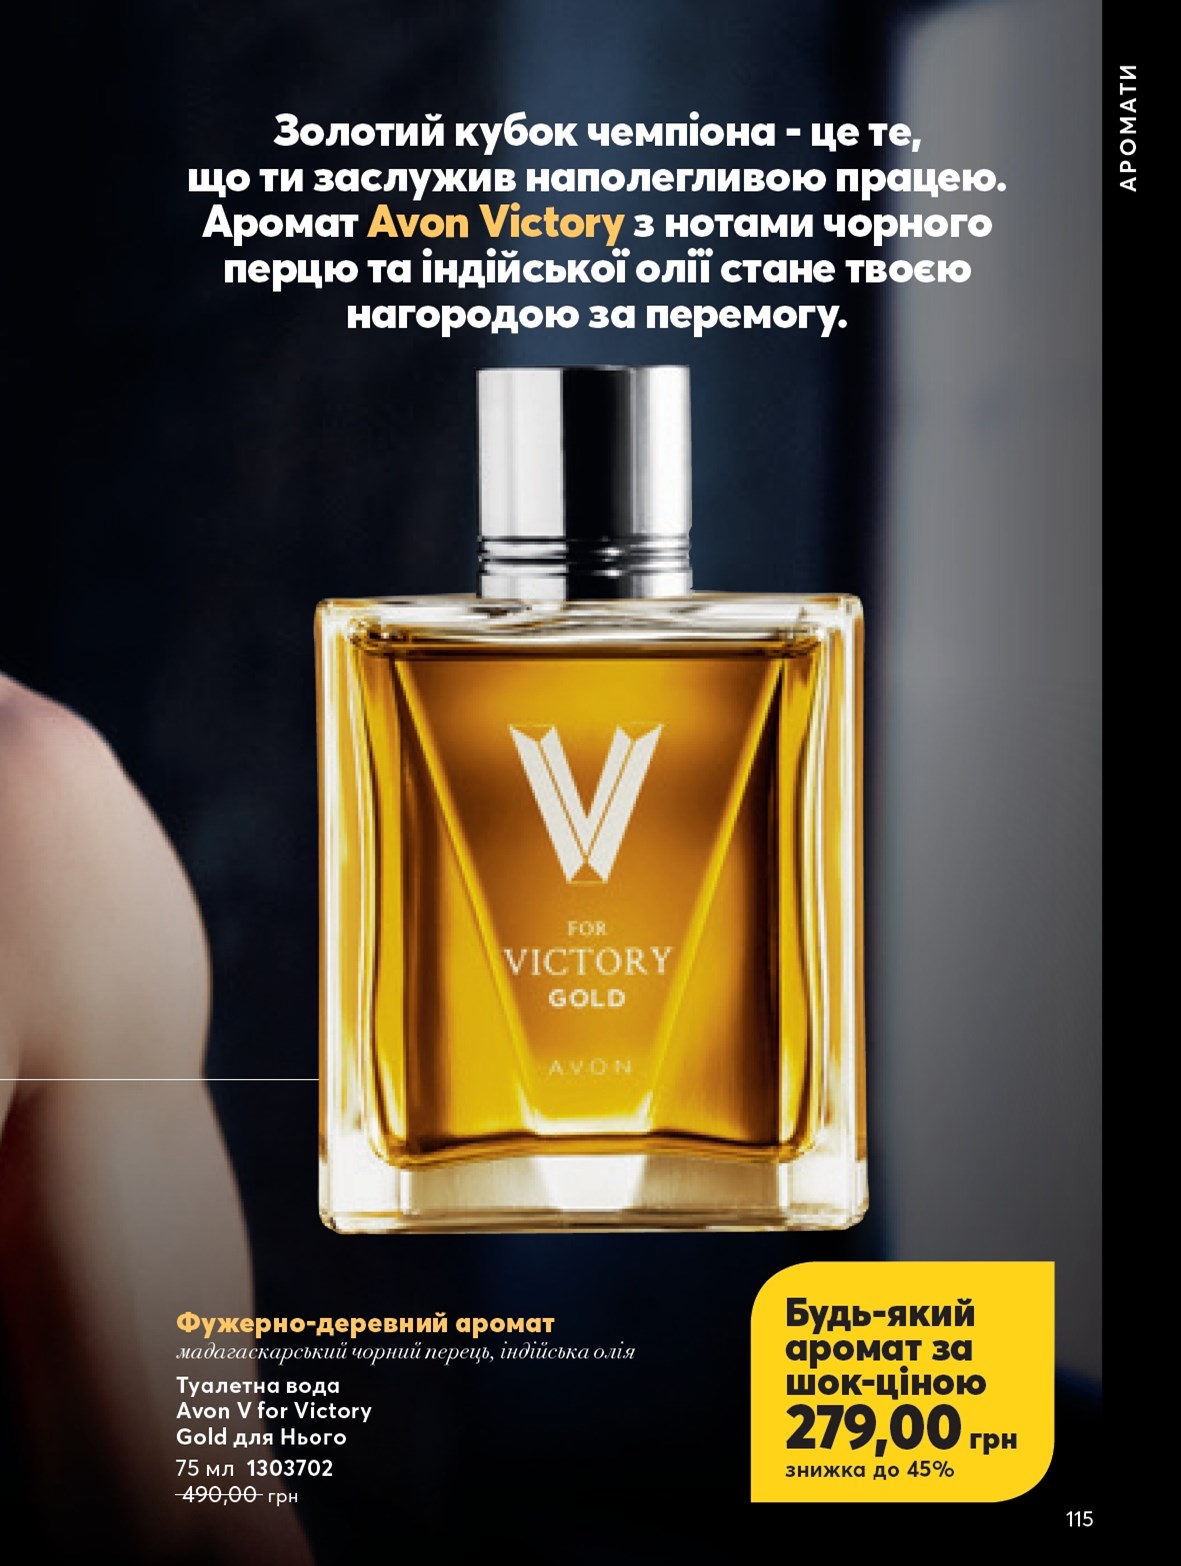 АРОМАТИ
Золотий кубок чемпіона - це те,
що ти заслужив наполегливою працею.
Аромат Avon Victory з нотами чорного
перцю та індійської олії стане твоєю
нагородою за перемогу.
V
FOR
VICTORY
GOLD
AVON
Фужерно-деревний аромат
мадагаскарський чорний перець, індійська олія
Туалетна вода
Avon V for Victory
Gold для Нього
75 мл 1303702
490,00 грн
Будь-який
аромат за
шок-ціною
279,00 грн
знижка до 45%
115